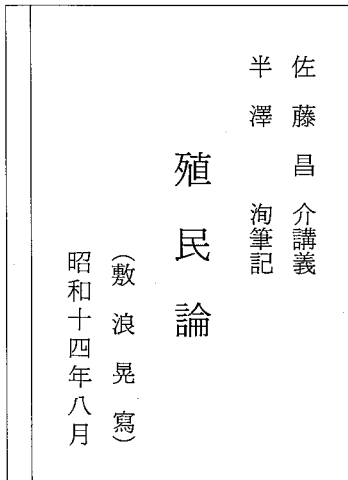 佐藤昌介講義
半澤洵筆記
殖民論
(敷浪晃寫)
昭和十四年八月